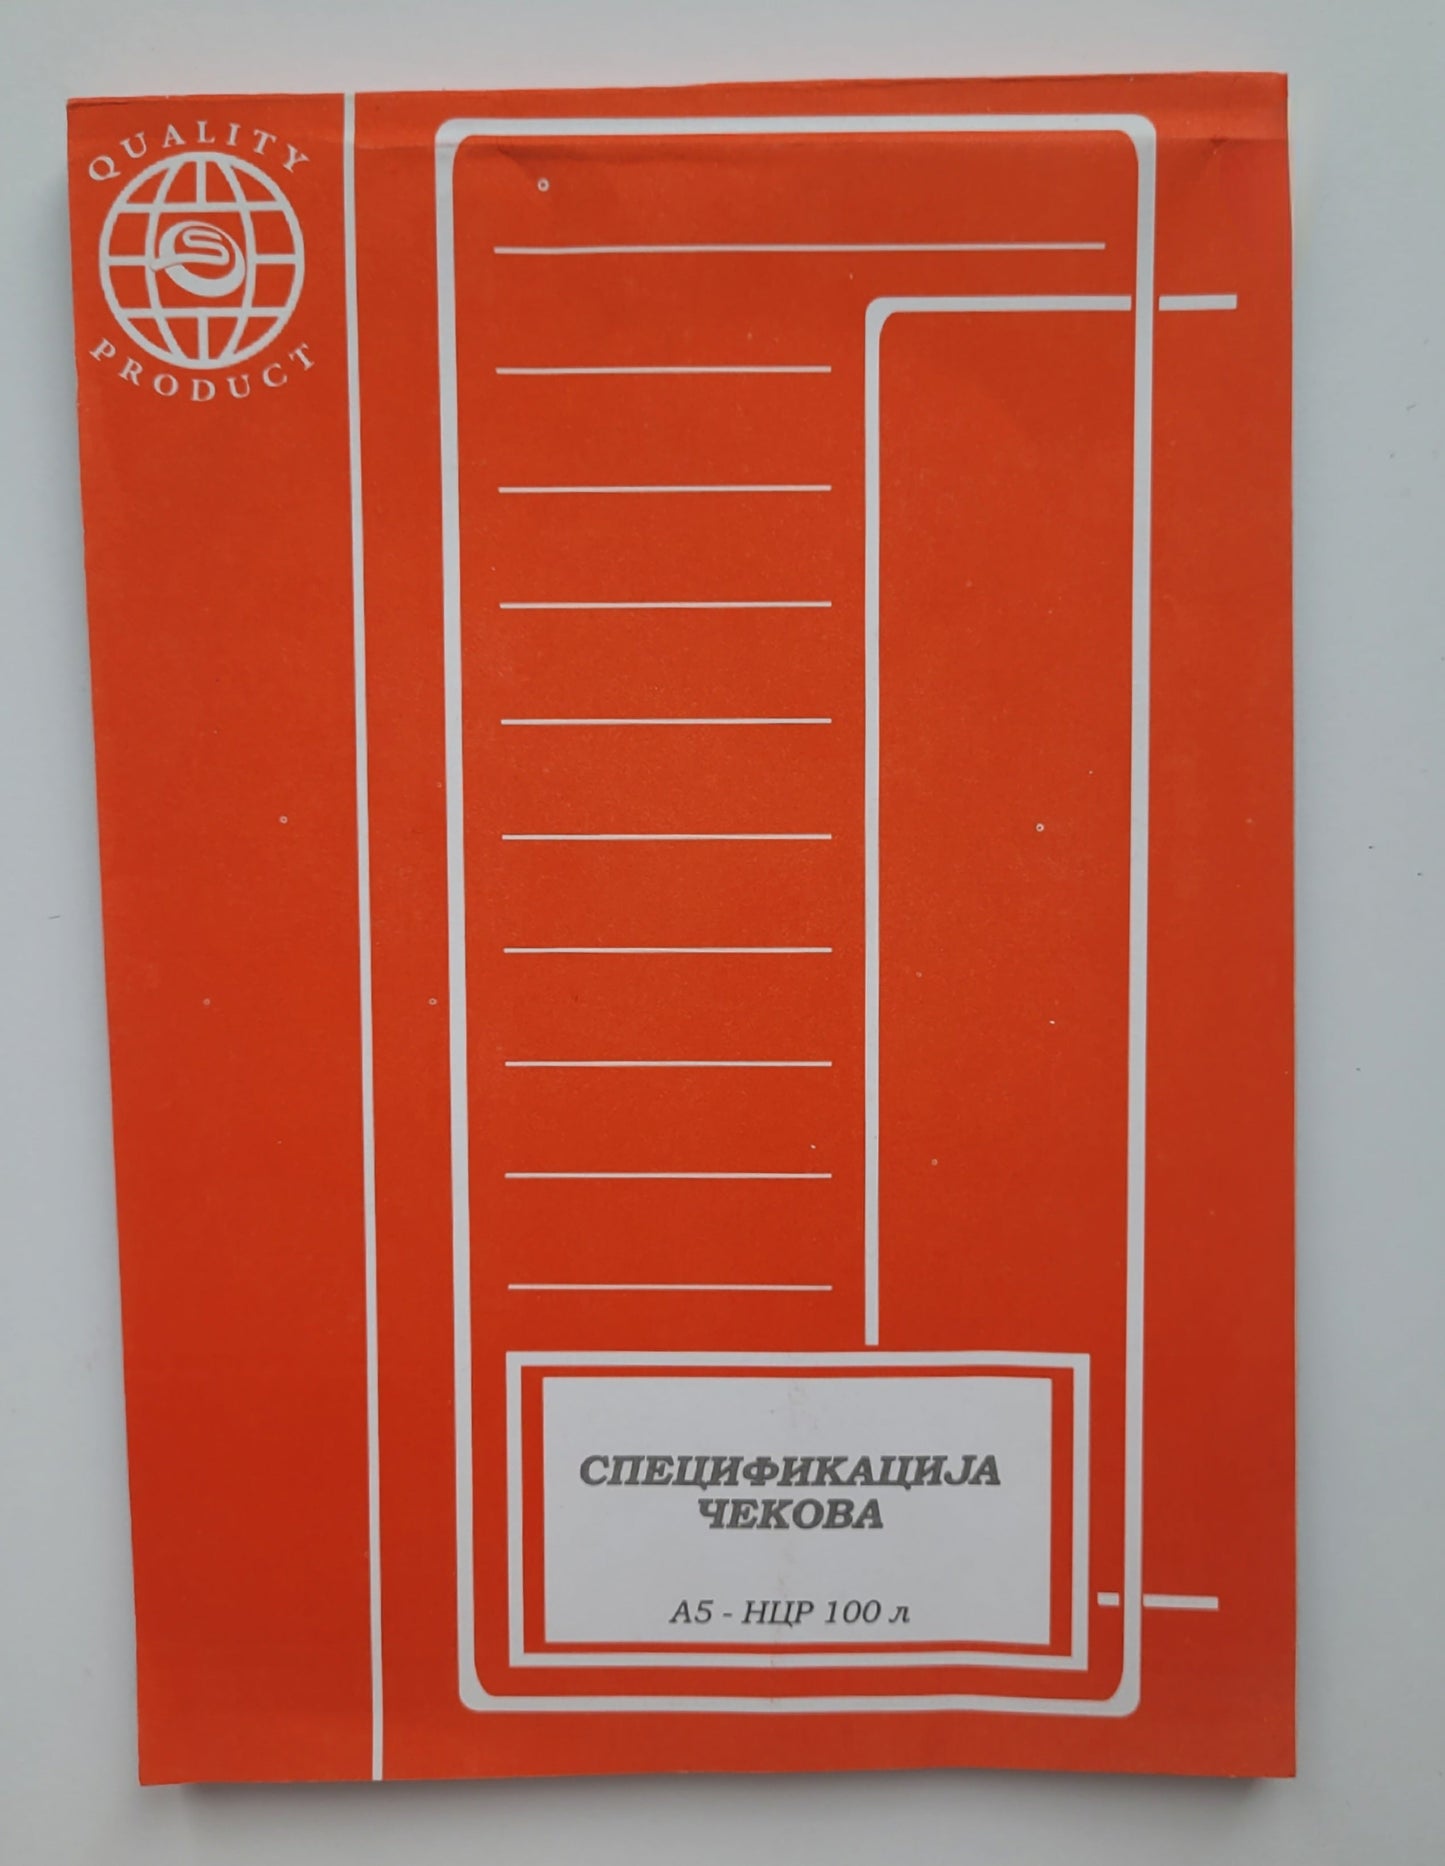 QUALITY
PRODUCT
СПЕЦИФИКАЦИЈА
ЧЕКОВА
А5 - НЦР 100 л